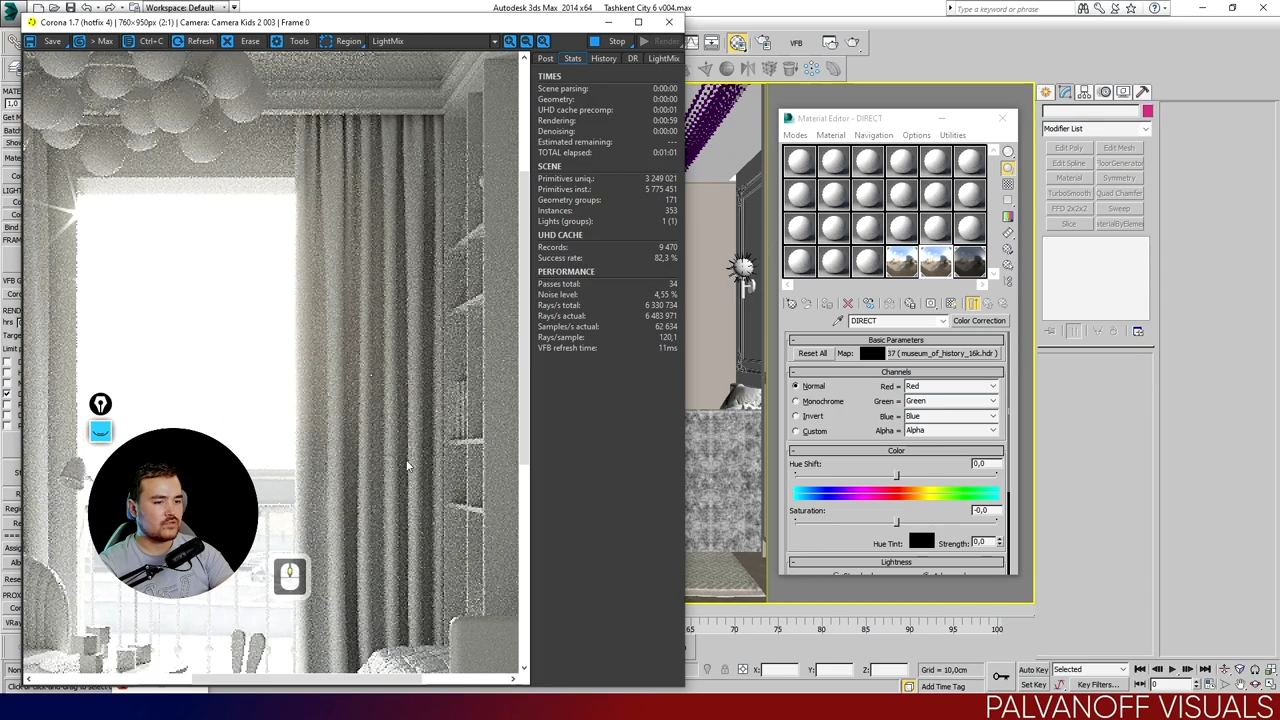 Workspace: Default
Autodesk 3ds Max  2014 x64
Tashkent City 6 v004.max
Type a keyword or phrase
Corona 1.7 (hotfix 4) | 760×950px (2:1) | Camera: Camera Kids 2 003 | Frame 0
Save
> Max
Ctrl+C
Refresh
Erase
Tools
Region
LightMix
Stop
Render
VFB
Post
Stats
History
DR
LightMix
TIMES
Scene parsing: 0:00:00
Geometry: 0:00:00
UHD cache precomp: 0:00:01
Rendering: 0:00:59
Denoising: 0:00:00
Estimated remaining: ---
TOTAL elapsed: 0:01:01
SCENE
Primitives uniq.: 3 249 021
Primitives inst.: 5 775 451
Geometry groups: 171
Instances: 353
Lights (groups): 1 (1)
UHD CACHE
Records: 9 470
Success rate: 82,3 %
PERFORMANCE
Passes total: 34
Noise level: 4,55 %
Rays/s total: 6 330 734
Rays/s actual: 6 483 971
Samples/s actual: 62 634
Rays/sample: 120,1
VFB refresh time: 11ms
Material Editor - DIRECT
Modes
Material
Navigation
Options
Utilities
DIRECT
Color Correction
Basic Parameters
Reset All
Map:
37 ( museum_of_history_16k.hdr )
Channels
Normal
Red =
Red
Monochrome
Green =
Green
Invert
Blue =
Blue
Custom
Alpha =
Alpha
Color
Hue Shift:
0,0
Saturation:
-0,0
Hue Tint:
Strength:
0,0
Lightness
Modifier List
Edit Poly
Edit Mesh
Edit Spline
FloorGenerator
Material
Symmetry
TurboSmooth
Quad Chamfer
FFD 2x2x2
Sweep
Slice
aterialByEleme
65
70
75
80
85
90
95
100
X:
Y:
Z:
Grid = 10,0cm
Add Time Tag
Auto Key
Selected
Set Key
Key Filters...
0
PALVANOFF VISUALS